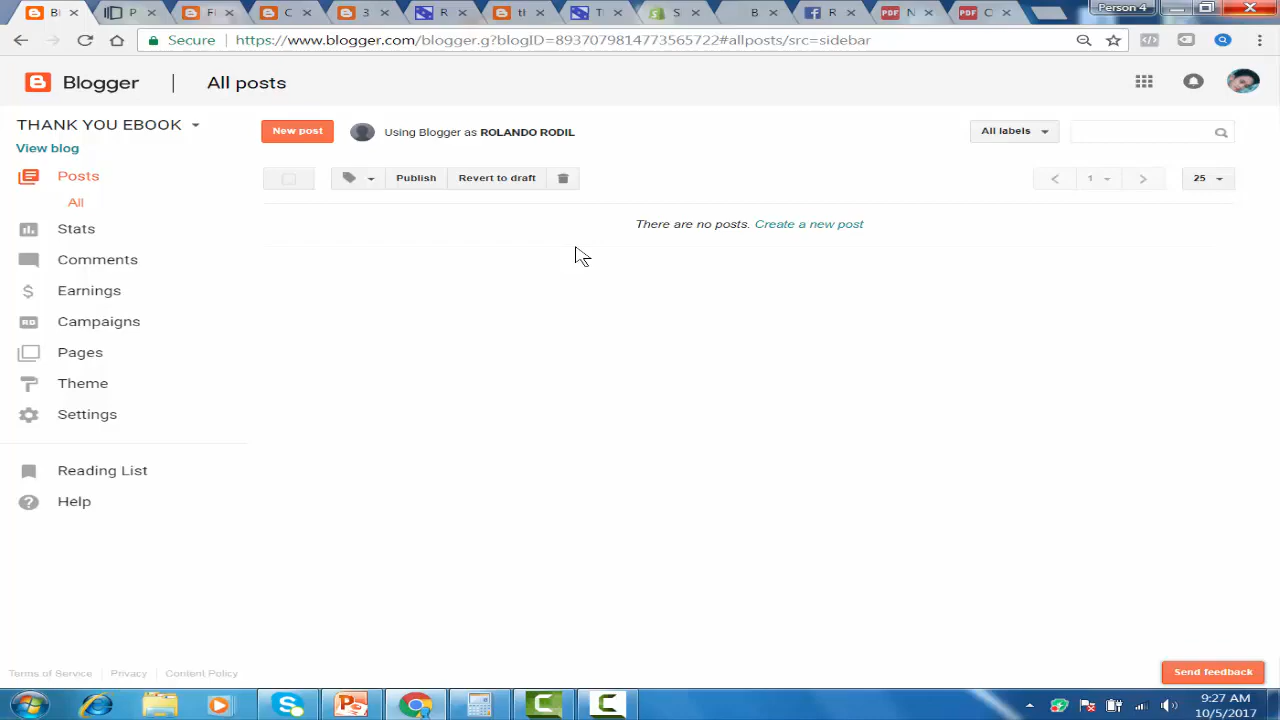 Person 4
Secure https://www.blogger.com/blogger.g?blogID=8937079814773565722#allposts/src=sidebar
Blogger | All posts
THANK YOU EBOOK
View blog
New post
Using Blogger as ROLANDO RODIL
All labels
Posts
All
Publish
Revert to draft
1
25
There are no posts. Create a new post
Stats
Comments
Earnings
Campaigns
Pages
Theme
Settings
Reading List
Help
Terms of Service | Privacy | Content Policy
Send feedback
9:27 AM
10/5/2017